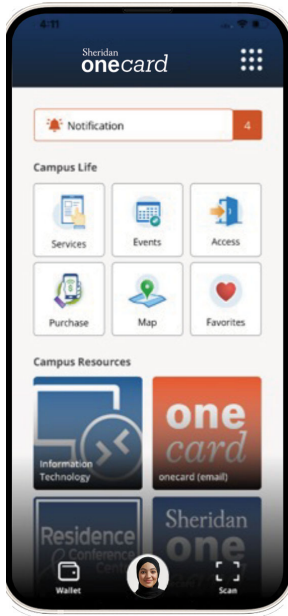 4:11
Sheridan
onecard
Notification
4
Campus Life
Services
Events
Access
Purchase
Map
Favorites
Campus Resources
Information
Technology
one
card
onecard (email)
Residence
Conference
Center
Sheridan
one
Wallet
Scan